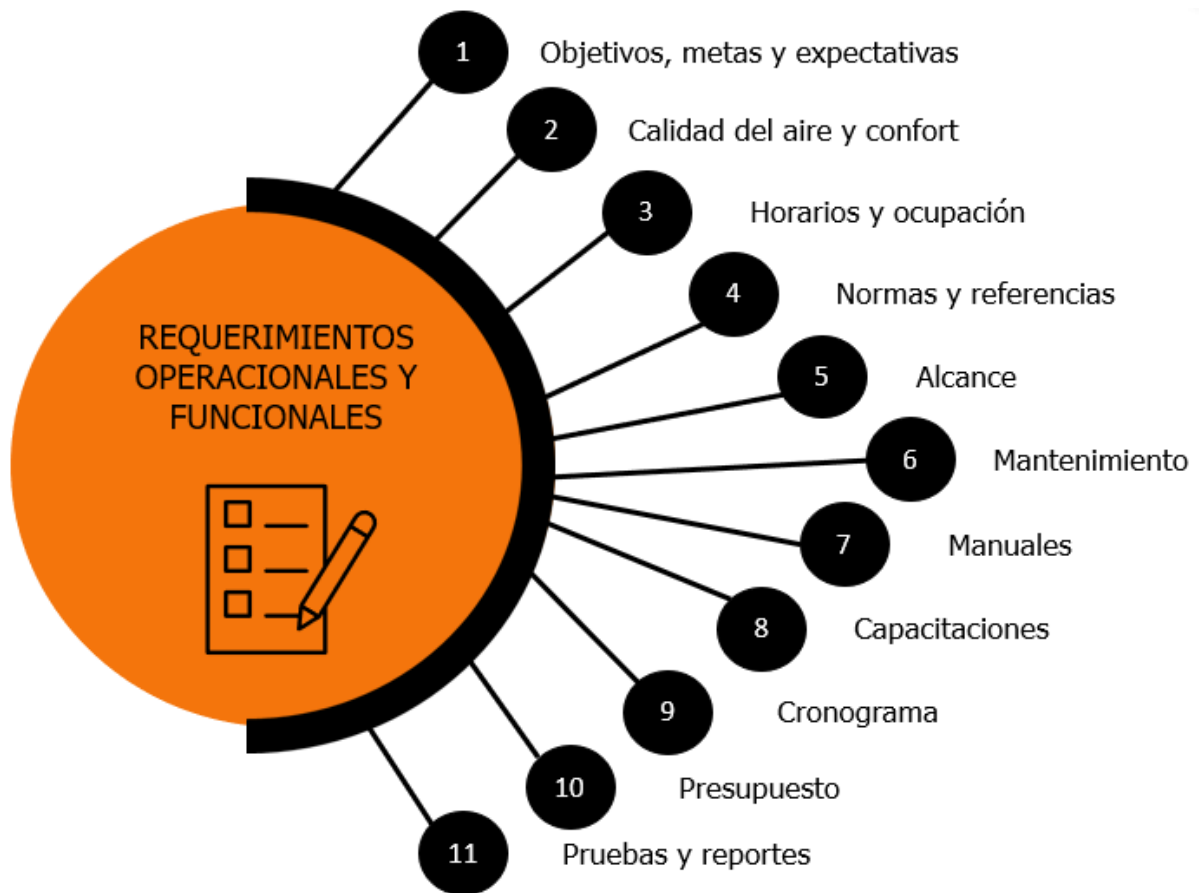 1 Objetivos, metas y expectativas
2 Calidad del aire y confort
3 Horarios y ocupación
4 Normas y referencias
REQUERIMIENTOS
OPERACIONALES Y
FUNCIONALES
5 Alcance
6 Mantenimiento
7 Manuales
8 Capacitaciones
9 Cronograma
10 Presupuesto
11 Pruebas y reportes